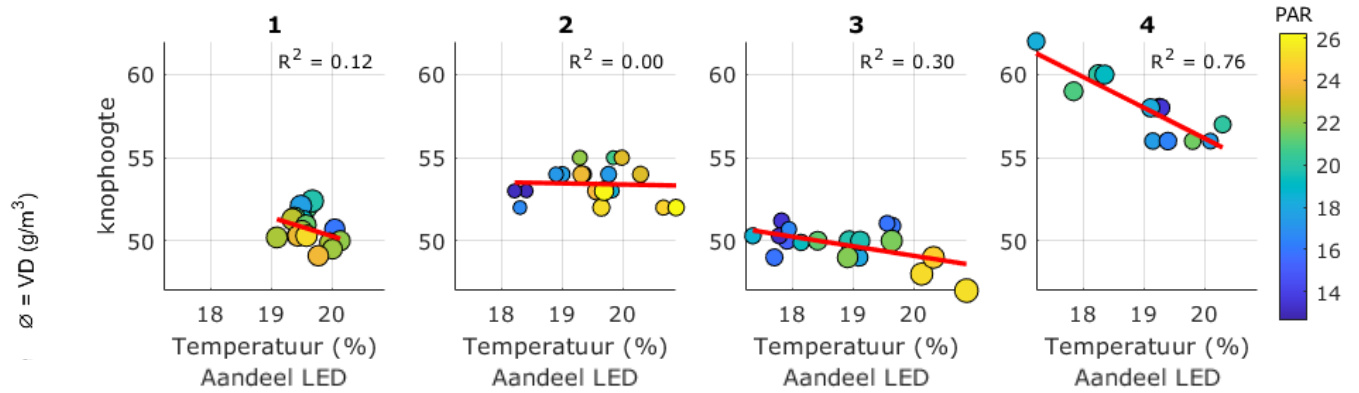 1
2
3
4
PAR
R² = 0.12
R² = 0.00
R² = 0.30
R² = 0.76
60
55
50
60
55
50
60
55
50
60
55
50
26
24
22
20
18
16
14
knophoogte
ø = VD (g/m³)
18 19 20
18 19 20
18 19 20
18 19 20
Temperatuur (%)
Temperatuur (%)
Temperatuur (%)
Temperatuur (%)
Aandeel LED
Aandeel LED
Aandeel LED
Aandeel LED